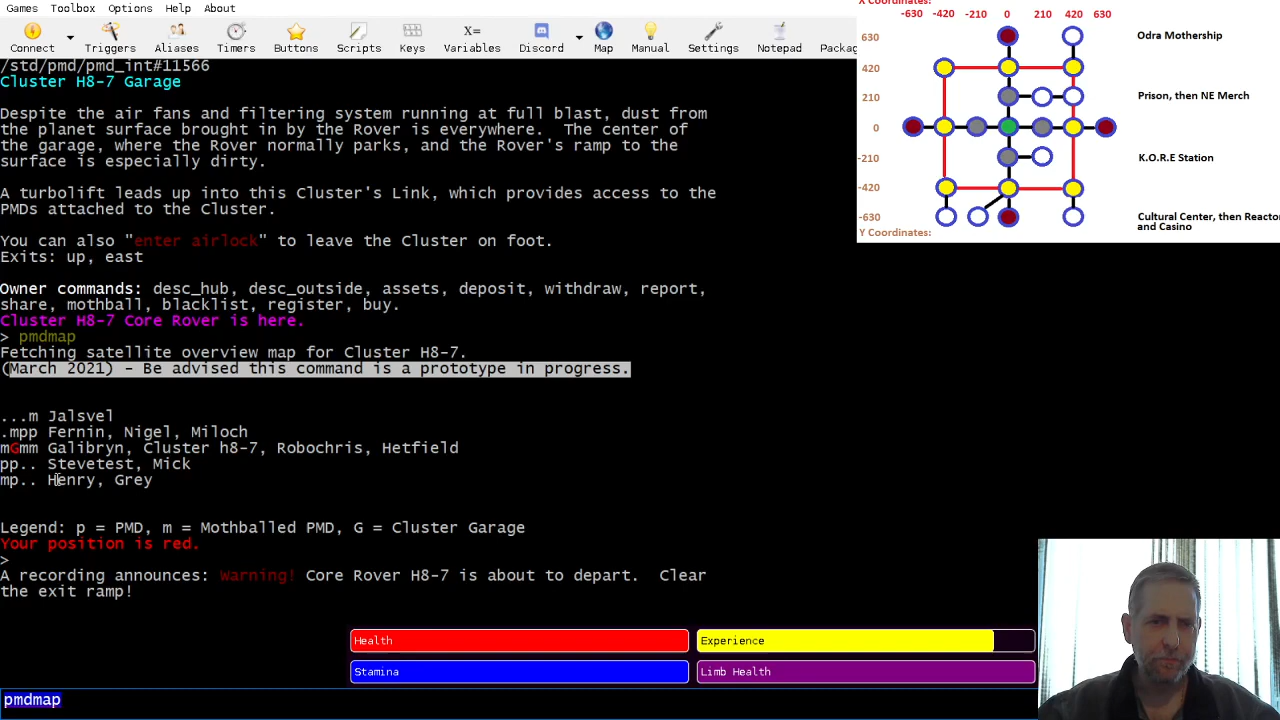 Games Toolbox Options Help About
Connect Triggers Aliases Timers Buttons Scripts Keys Variables Discord Map Manual Settings Notepad Packag
X= 
/std/pmd/pmd_int#11566
Cluster H8-7 Garage
Despite the air fans and filtering system running at full blast, dust from
the planet surface brought in by the Rover is everywhere.  The center of
the garage, where the Rover normally parks, and the Rover's ramp to the
surface is especially dirty.
A turbolift leads up into this Cluster's Link, which provides access to the
PMDs attached to the Cluster.
You can also "enter airlock" to leave the Cluster on foot.
Exits: up, east
Owner commands: desc_hub, desc_outside, assets, deposit, withdraw, report,
share, mothball, blacklist, register, buy.
Cluster H8-7 Core Rover is here.
> pmdmap
Fetching satellite overview map for Cluster H8-7.
(March 2021) - Be advised this command is a prototype in progress.
...m Jalsvel
.mpp Fernin, Nigel, Miloch
mGmm Galibryn, Cluster h8-7, Robochris, Hetfield
pp.. Stevetest, Mick
mp.. Henry, Grey
Legend: p = PMD, m = Mothballed PMD, G = Cluster Garage
Your position is red.
>
A recording announces: Warning! Core Rover H8-7 is about to depart.  Clear
the exit ramp!
Health Experience
Stamina Limb Health
pmdmap
X Coordinates:
-630 -420 -210 0 210 420 630
630 Odra Mothership
420
210 Prison, then NE Merch
0
-210 K.O.R.E Station
-420
-630 Cultural Center, then Reactor
and Casino
Y Coordinates: